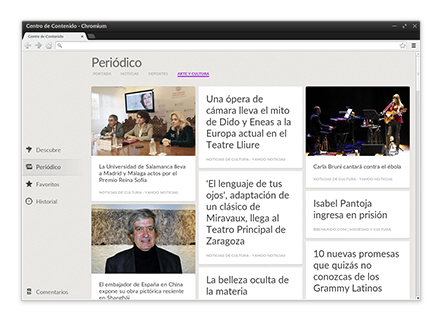 Centro de Contenido - Chromium
Centro de Contenido
Periódico
PORTADA
NOTICIAS
DEPORTES
ARTE Y CULTURA
Descubre
Periódico
Favoritos
Historial
Comentarios
La Universidad de Salamanca lleva
a Madrid y Málaga actos por el
Premio Reina Sofía
NOTICIAS DE CULTURA - YAHOO NOTICIAS
El embajador de España en China
expone su obra pictórica reciente
en Shanghái
Una ópera de
cámara lleva el mito
de Dido y Eneas a la
Europa actual en el
Teatre Lliure
NOTICIAS DE CULTURA - YAHOO NOTICIAS
'El lenguaje de tus
ojos', adaptación de
un clásico de
Miravaux, llega al
Teatro Principal de
Zaragoza
NOTICIAS DE CULTURA - YAHOO NOTICIAS
La belleza oculta de
la materia
Carla Bruni cantará contra el ébola
NOTICIAS DE CULTURA - YAHOO NOTICIAS
Isabel Pantoja
ingresa en prisión
10 nuevas promesas
que quizás no
conozcas de los
Grammy Latinos